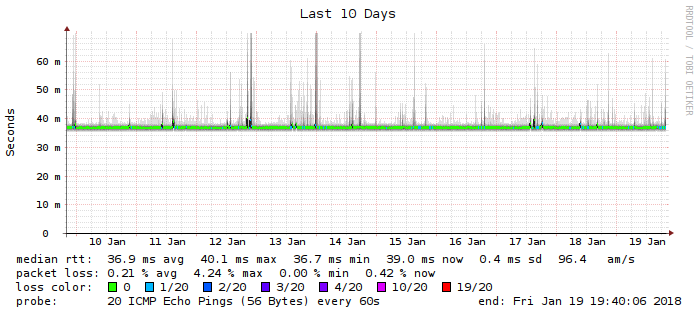 Last 10 Days
RRDTOOL / TOBI OETIKER
Seconds
60 m
50 m
40 m
30 m
20 m
10 m
0
10 Jan 11 Jan 12 Jan 13 Jan 14 Jan 15 Jan 16 Jan 17 Jan 18 Jan 19 Jan
median rtt: 36.9 ms avg 40.1 ms max 36.7 ms min 39.0 ms now 0.4 ms sd 96.4 am/s
packet loss: 0.21 % avg 4.24 % max 0.00 % min 0.42 % now
loss color: 0 1/20 2/20 3/20 4/20 10/20 19/20
probe: 20 ICMP Echo Pings (56 Bytes) every 60s end: Fri Jan 19 19:40:06 2018